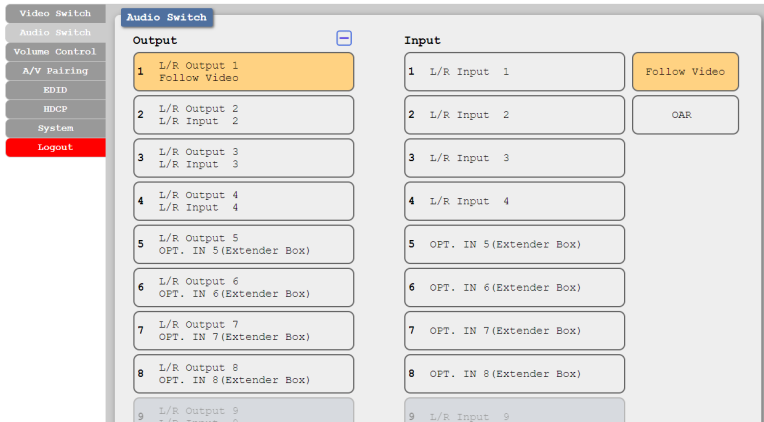 Video Switch
Audio Switch
Volume Control
A/V Pairing
EDID
HDCP
System
Logout
Audio Switch
Output
Input
1 L/R Output 1
Follow Video
1 L/R Input 1
Follow Video
2 L/R Output 2
L/R Input 2
2 L/R Input 2
OAR
3 L/R Output 3
L/R Input 3
3 L/R Input 3
4 L/R Output 4
L/R Input 4
4 L/R Input 4
5 L/R Output 5
OPT. IN 5(Extender Box)
5 OPT. IN 5(Extender Box)
6 L/R Output 6
OPT. IN 6(Extender Box)
6 OPT. IN 6(Extender Box)
7 L/R Output 7
OPT. IN 7(Extender Box)
7 OPT. IN 7(Extender Box)
8 L/R Output 8
OPT. IN 8(Extender Box)
8 OPT. IN 8(Extender Box)
9 L/R Output 9
9 L/R Input 9